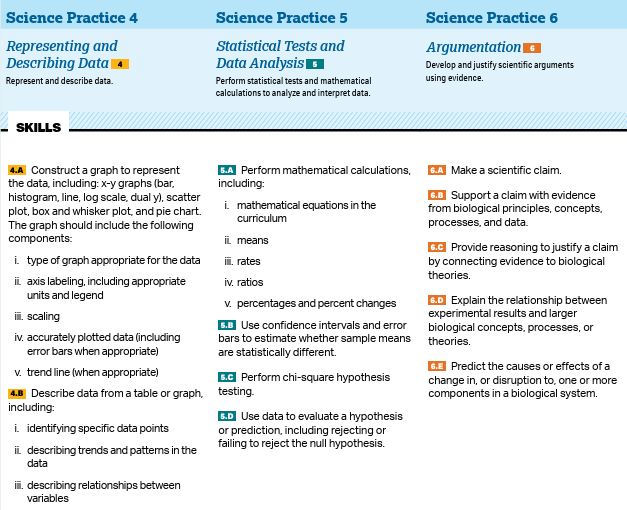 Science Practice 4
Representing and
Describing Data 4
Represent and describe data.
Science Practice 5
Statistical Tests and
Data Analysis 5
Perform statistical tests and mathematical
calculations to analyze and interpret data.
Science Practice 6
Argumentation 6
Develop and justify scientific arguments
using evidence.
SKILLS
4.A Construct a graph to represent
the data, including: x-y graphs (bar,
histogram, line, log scale, dual y), scatter
plot, box and whisker plot, and pie chart.
The graph should include the following
components:
i. type of graph appropriate for the data
ii. axis labeling, including appropriate
units and legend
iii. scaling
iv. accurately plotted data (including
error bars when appropriate)
v. trend line (when appropriate)
4.B Describe data from a table or graph,
including:
i. identifying specific data points
ii. describing trends and patterns in the
data
iii. describing relationships between
variables
5.A Perform mathematical calculations,
including:
i. mathematical equations in the
curriculum
ii. means
iii. rates
iv. ratios
v. percentages and percent changes
5.B Use confidence intervals and error
bars to estimate whether sample means
are statistically different.
5.C Perform chi-square hypothesis
testing.
5.D Use data to evaluate a hypothesis
or prediction, including rejecting or
failing to reject the null hypothesis.
6.A Make a scientific claim.
6.B Support a claim with evidence
from biological principles, concepts,
processes, and data.
6.C Provide reasoning to justify a claim
by connecting evidence to biological
theories.
6.D Explain the relationship between
experimental results and larger
biological concepts, processes, or
theories.
6.E Predict the causes or effects of a
change in, or disruption to, one or more
components in a biological system.